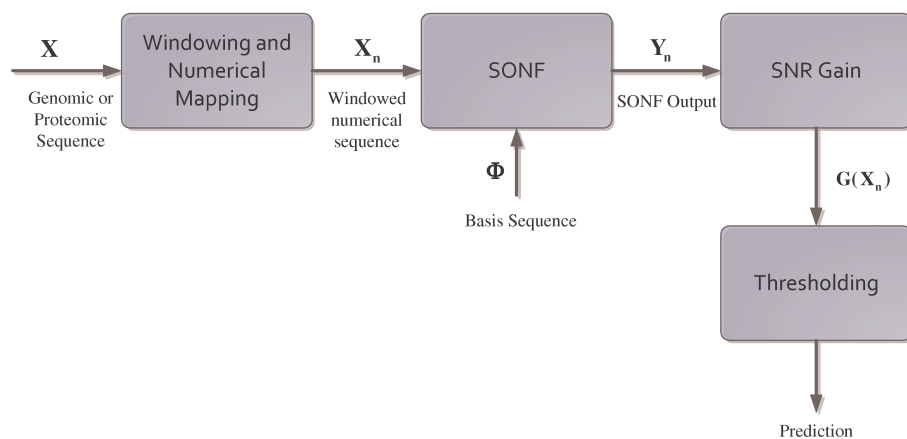 X
Genomic or
Proteomic
Sequence
Windowing and
Numerical
Mapping
Xn
Windowed
numerical
sequence
SONF
Φ
Basis Sequence
Yn
SONF Output
SNR Gain
G(Xn)
Thresholding
Prediction